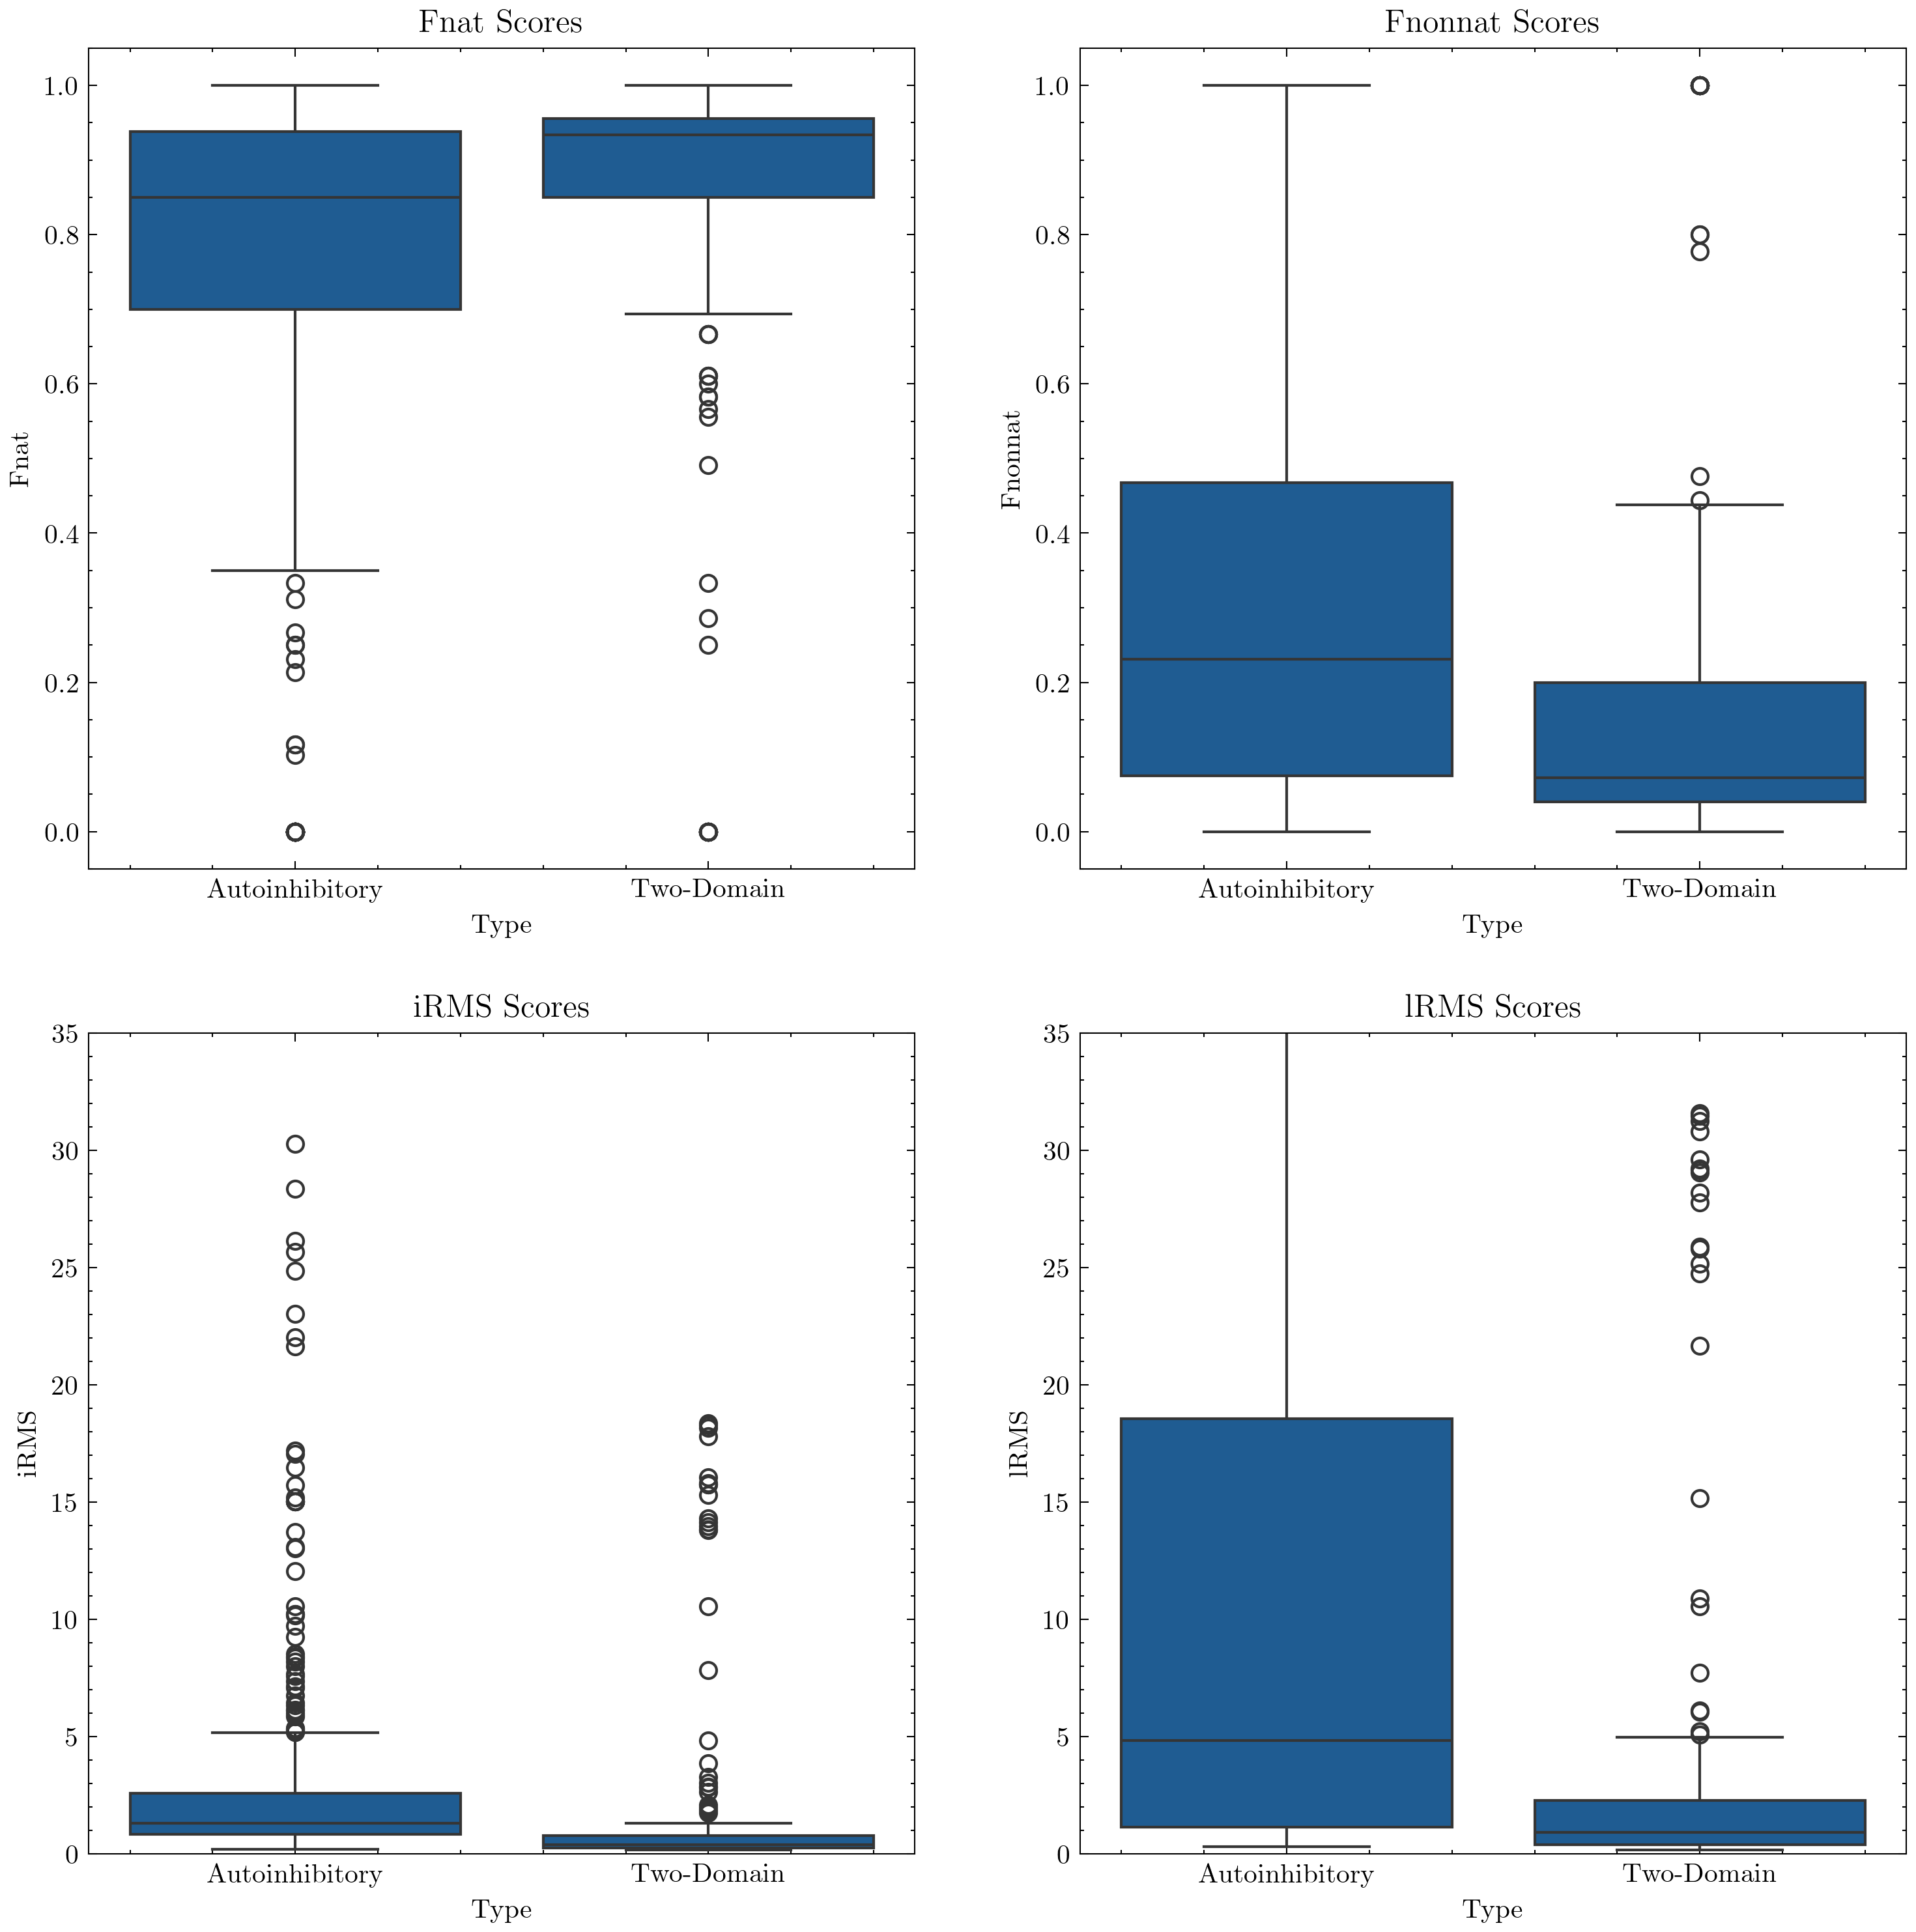 Fnat Scores
1.0
0.8
0.6
0.4
0.2
0.0
Fnat
Autoinhibitory
Two-Domain
Type
Fnonnat Scores
1.0
0.8
0.6
0.4
0.2
0.0
Fnonnat
Autoinhibitory
Two-Domain
Type
iRMS Scores
35
30
25
20
15
10
5
0
iRMS
Autoinhibitory
Two-Domain
Type
lRMS Scores
35
30
25
20
15
10
5
0
lRMS
Autoinhibitory
Two-Domain
Type